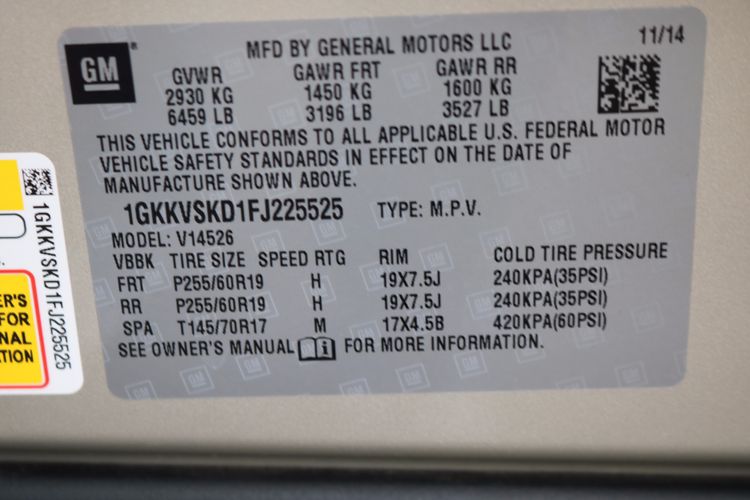 GM
MFD BY GENERAL MOTORS LLC
11/14
GVWR GAWR FRT GAWR RR
2930 KG 1450 KG 1600 KG
6459 LB 3196 LB 3527 LB
THIS VEHICLE CONFORMS TO ALL APPLICABLE U.S. FEDERAL MOTOR
VEHICLE SAFETY STANDARDS IN EFFECT ON THE DATE OF
MANUFACTURE SHOWN ABOVE.
1GKKVSKD1FJ225525 TYPE: M.P.V.
MODEL: V14526
VBBK TIRE SIZE SPEED RTG RIM COLD TIRE PRESSURE
FRT P255/60R19 H 19X7.5J 240KPA(35PSI)
RR P255/60R19 H 19X7.5J 240KPA(35PSI)
SPA T145/70R17 M 17X4.5B 420KPA(60PSI)
SEE OWNER'S MANUAL FOR MORE INFORMATION.
1GKKVSKD1FJ225525
ER'S
FOR
NAL
TION